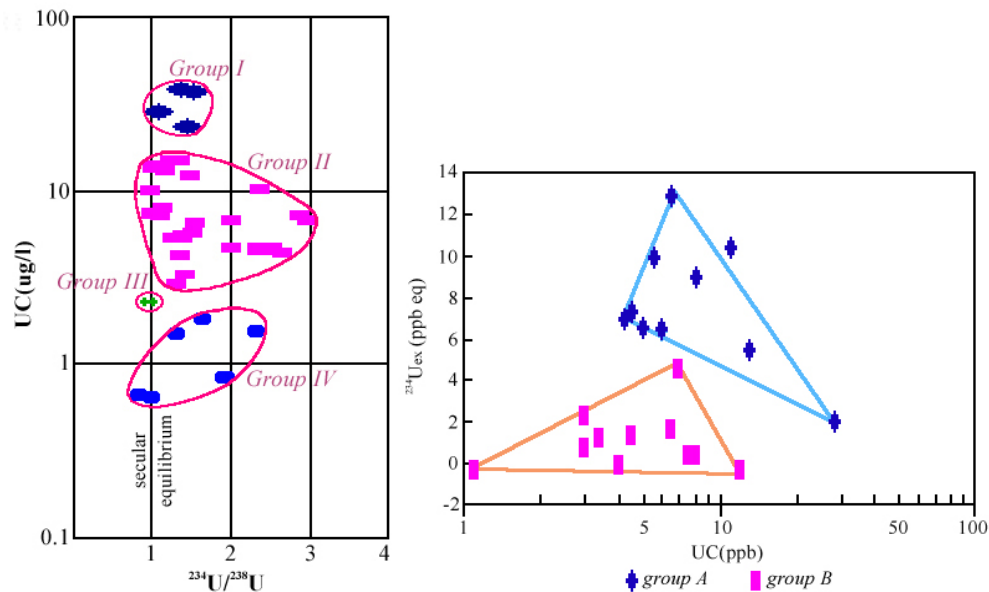 100
Group I
Group II
10
UC(ug/l)
Group III
1
Group IV
secular
equilibrium
0.1
1
2
3
4
²³⁴U/²³⁸U
14
12
10
8
6
4
2
0
-2
²³⁴Uex (ppb eq)
1
5
10
50
100
UC(ppb)
group A
group B